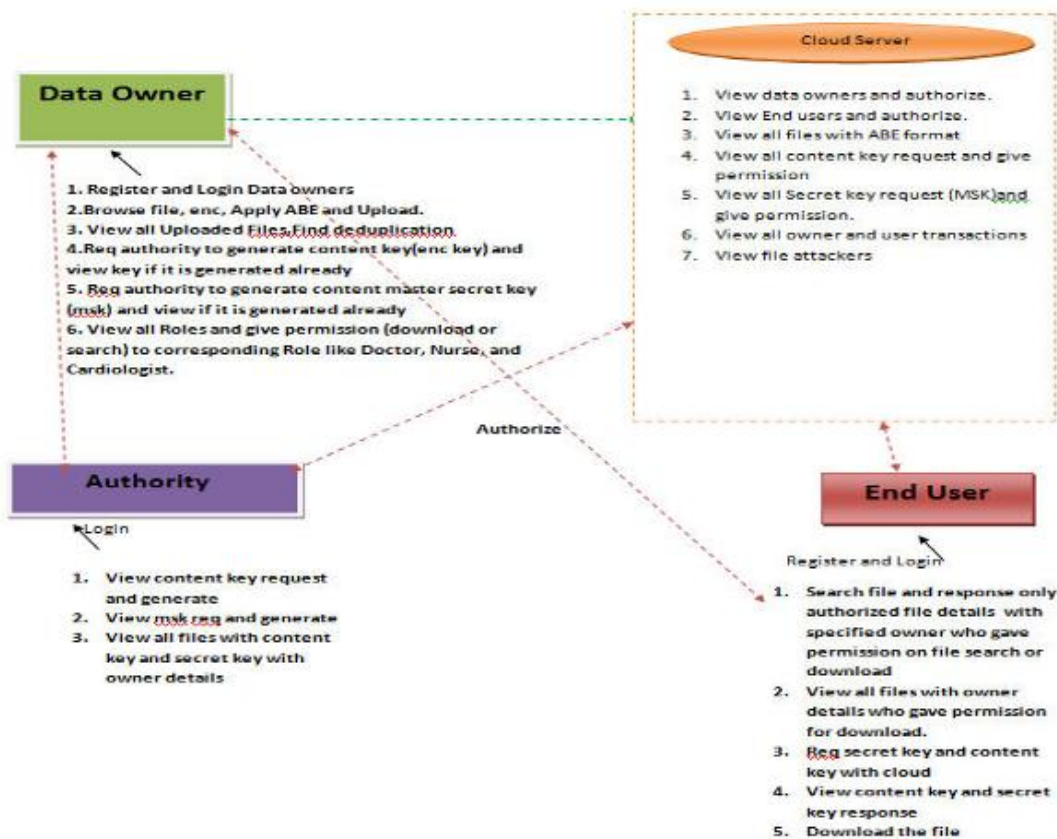 Cloud Server
1. View data owners and authorize.
2. View End users and authorize.
3. View all files with ABE format
4. View all content key request and give
permission
5. View all Secret key request (MSK)and
give permission.
6. View all owner and user transactions
7. View file attackers
Data Owner
1. Register and Login Data owners
2.Browse file, enc, Apply ABE and Upload.
3. View all Uploaded Files,Find deduplication
4.Req authority to generate content key(enc key) and
view key if it is generated already
5. Req authority to generate content master secret key
(msk) and view if it is generated already
6. View all Roles and give permission (download or
search) to corresponding Role like Doctor, Nurse, and
Cardiologist.
Authorize
Authority
Login
1. View content key request
and generate
2. View msk req and generate
3. View all files with content
key and secret key with
owner details
End User
Register and Login
1. Search file and response only
authorized file details with
specified owner who gave
permission on file search or
download
2. View all files with owner
details who gave permission
for download.
3. Req secret key and content
key with cloud
4. View content key and secret
key response
5. Download the file